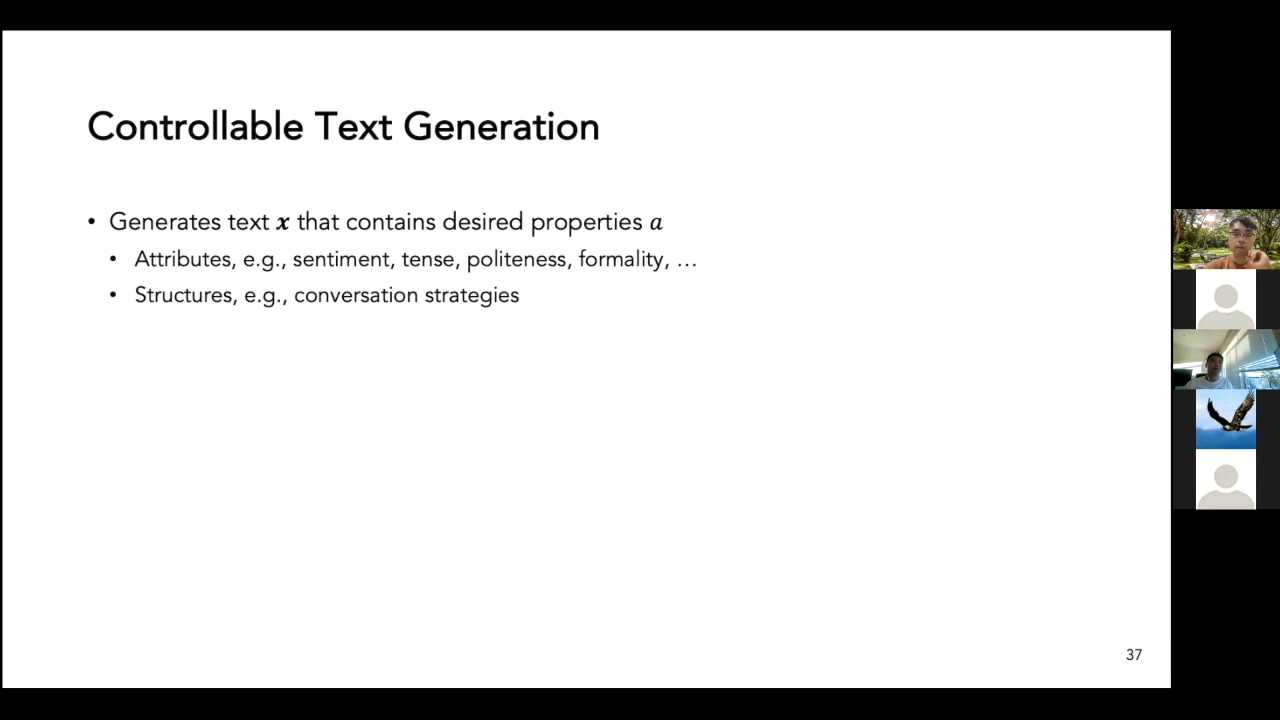 Controllable Text Generation
• Generates text 𝒙 that contains desired properties 𝑎
• Attributes, e.g., sentiment, tense, politeness, formality, …
• Structures, e.g., conversation strategies
37